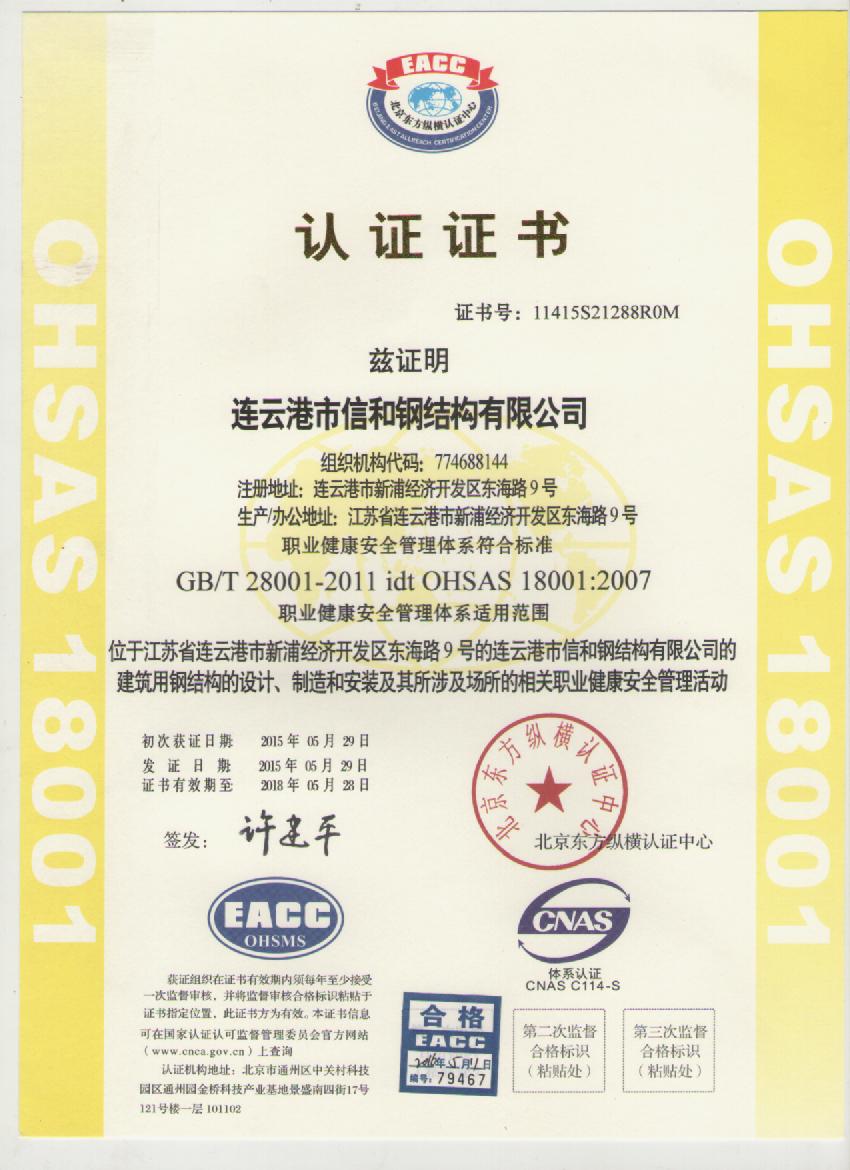 EACC
北京东方纵横认证中心
BEIJING EAST ALLREACH CERTIFICATION CENTER
认证证书
证书号：11415S21288R0M
兹证明
连云港市信和钢结构有限公司
组织机构代码：774688144
注册地址：连云港市新浦经济开发区东海路9号
生产/办公地址：江苏省连云港市新浦经济开发区东海路9号
职业健康安全管理体系符合标准
GB/T 28001-2011 idt OHSAS 18001:2007
职业健康安全管理体系适用范围
位于江苏省连云港市新浦经济开发区东海路9号的连云港市信和钢结构有限公司的
建筑用钢结构的设计、制造和安装及其所涉及场所的相关职业健康安全管理活动
初次获证日期 2015年05月29日
发证日期 2015年05月29日
证书有效期至 2018年05月28日
签发：许建平
北京东方纵横认证中心
北京东方纵横认证中心
EACC
OHSMS
CNAS
体系认证
CNAS C114-S
获证组织在证书有效期内须每年至少接受
一次监督审核，并将监督审核合格标识粘贴于
证书指定位置，此证书方为有效。本证书信息
可在国家认证认可监督管理委员会官方网站
（www.cnca.gov.cn）上查询
认证机构地址：北京市通州区中关村科技
园区通州园金桥科技产业基地景盛南四街17号
121号楼一层 101102
合格
EACC
2016年5月 日
编号：79467
第二次监督
合格标识
（粘贴处）
第三次监督
合格标识
（粘贴处）
OHSAS 18001
OHSAS 18001